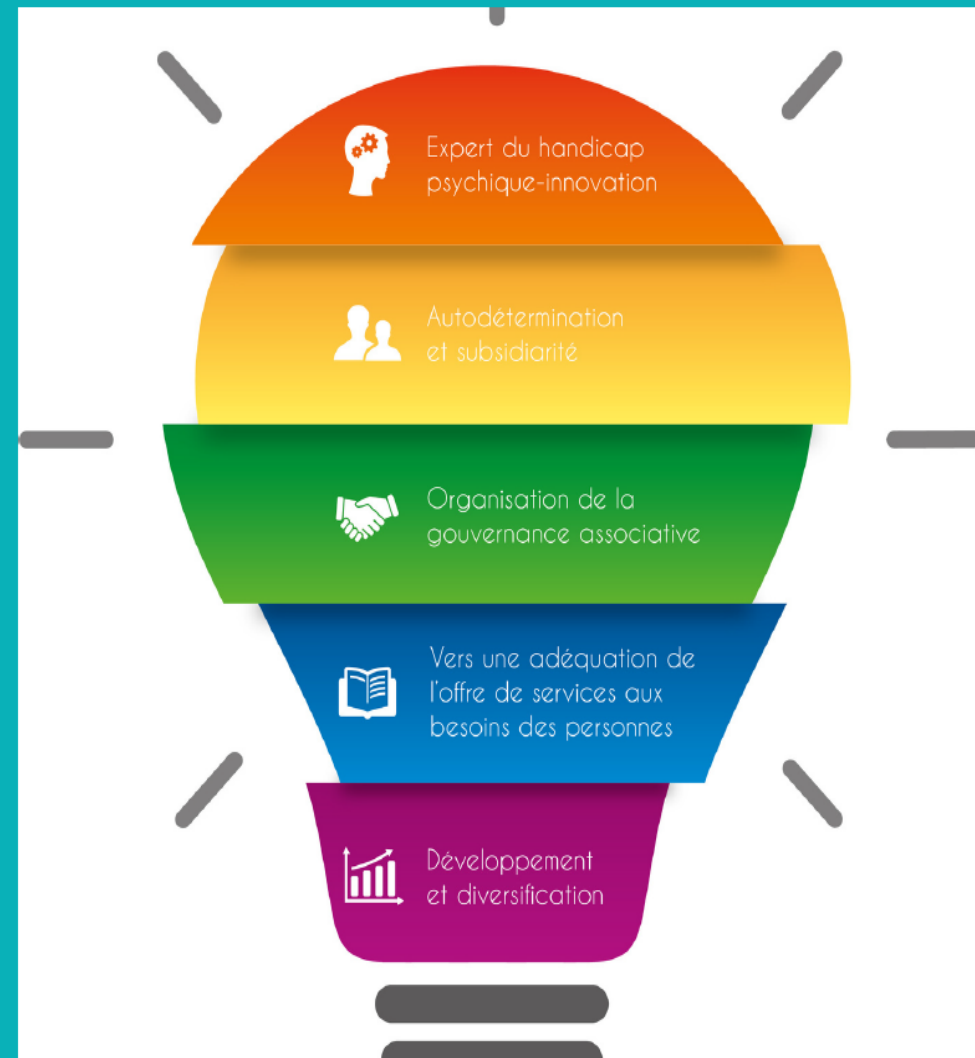 Expert du handicap
psychique-innovation
Autodétermination
et subsidiarité
Organisation de la
gouvernance associative
Vers une adéquation de
l'offre de services aux
besoins des personnes
Développement
et diversification